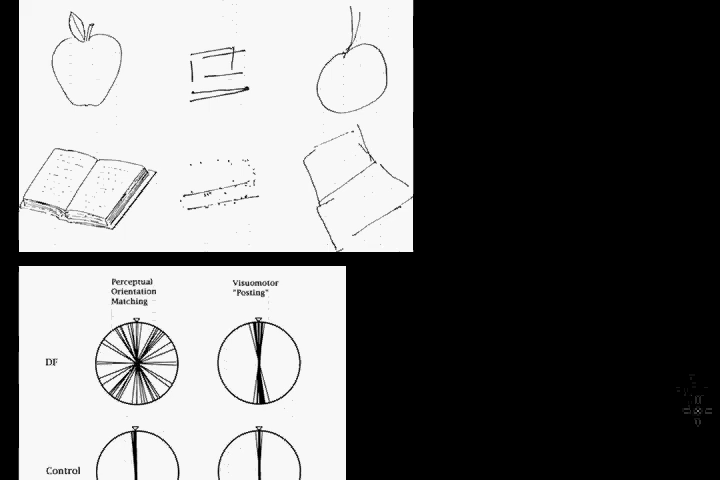 Perceptual
Orientation
Matching
Visuomotor
"Posting"
DF
Control